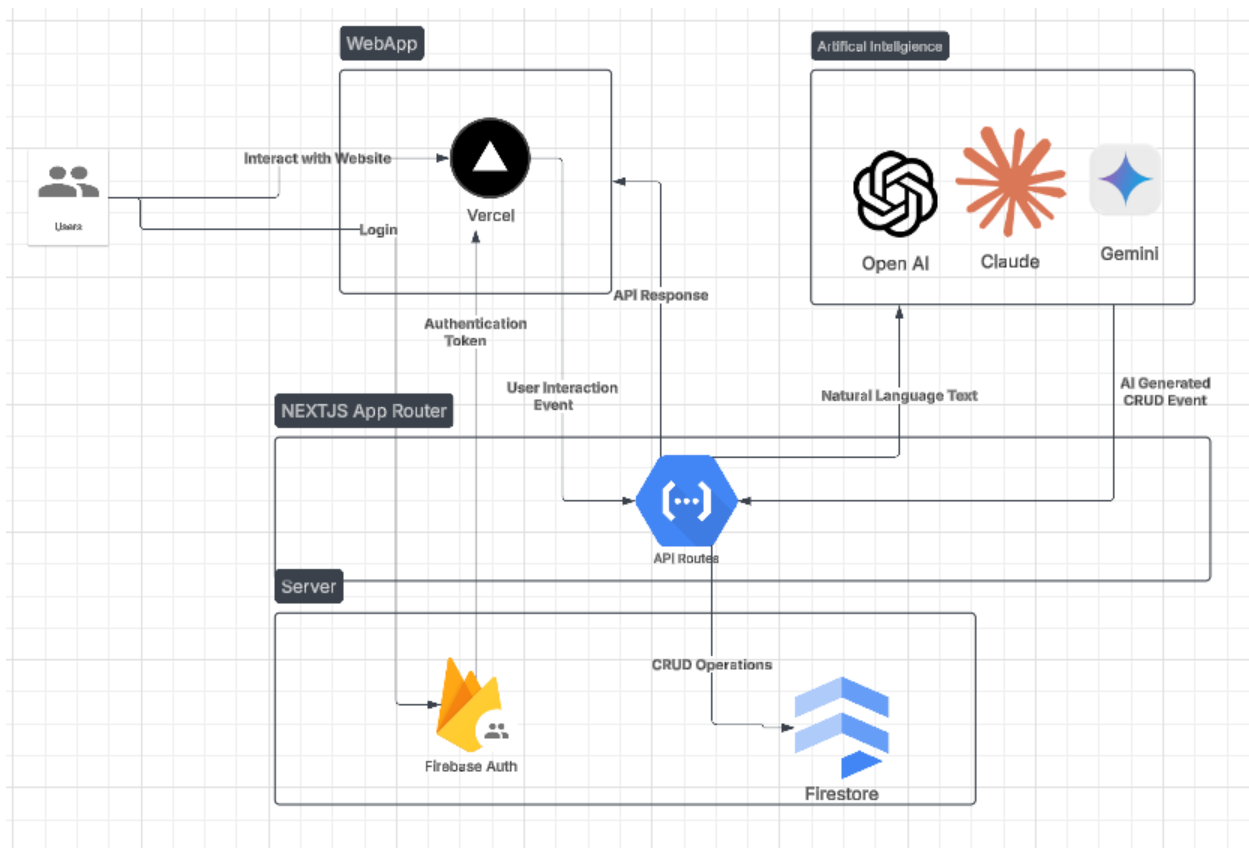 WebApp
Artifical Inteligience
Interact with Website
Users
Vercel
Login
Open AI
Claude
Gemini
API Response
Authentication
Token
User Interaction
Event
Natural Language Text
AI Generated
CRUD Event
NEXTJS App Router
API Routes
Server
CRUD Operations
Firebase Auth
Firestore